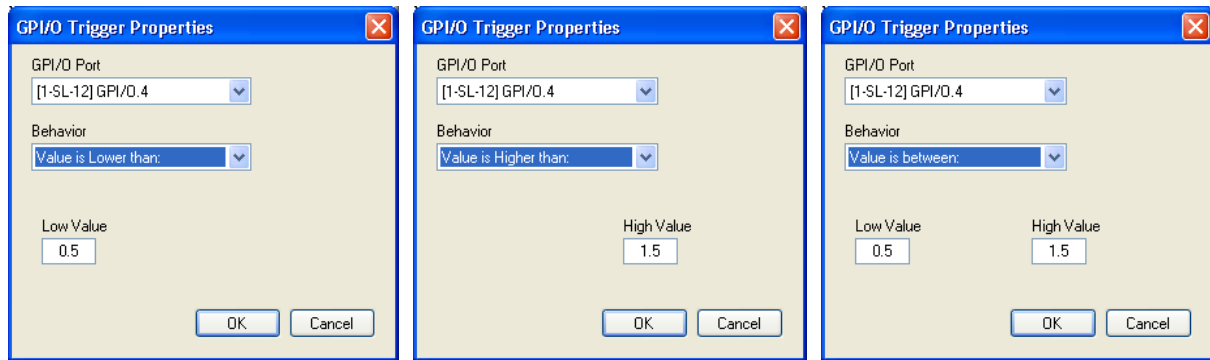 GPI/O Trigger Properties
GPI/O Port
[1-SL-12] GPI/O.4
Behavior
Value is Lower than:
Low Value
0.5
OK Cancel
GPI/O Trigger Properties
GPI/O Port
[1-SL-12] GPI/O.4
Behavior
Value is Higher than:
High Value
1.5
OK Cancel
GPI/O Trigger Properties
GPI/O Port
[1-SL-12] GPI/O.4
Behavior
Value is between:
Low Value High Value
0.5 1.5
OK Cancel